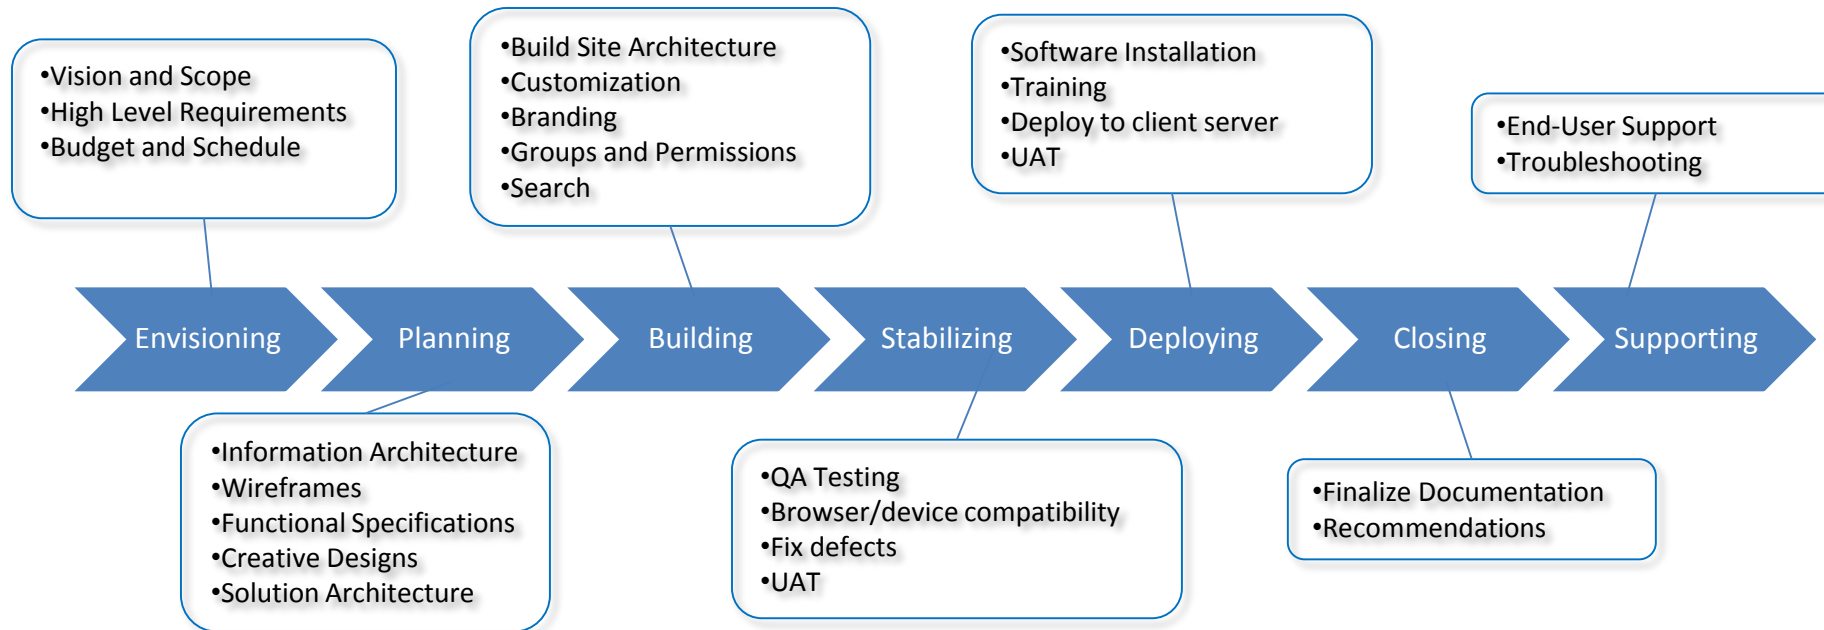 •Vision and Scope
•High Level Requirements
•Budget and Schedule
•Build Site Architecture
•Customization
•Branding
•Groups and Permissions
•Search
•Software Installation
•Training
•Deploy to client server
•UAT
•End-User Support
•Troubleshooting
Envisioning
Planning
Building
Stabilizing
Deploying
Closing
Supporting
•Information Architecture
•Wireframes
•Functional Specifications
•Creative Designs
•Solution Architecture
•QA Testing
•Browser/device compatibility
•Fix defects
•UAT
•Finalize Documentation
•Recommendations